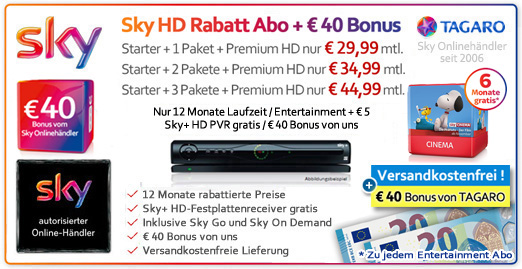 sky
Sky HD Rabatt Abo + € 40 Bonus
TAGARO
Sky Onlinehändler
seit 2006
Starter + 1 Paket + Premium HD nur € 29,99 mtl.
Starter + 2 Pakete + Premium HD nur € 34,99 mtl.
Starter + 3 Pakete + Premium HD nur € 44,99 mtl.
€ 40
Bonus vom
Sky Onlinehändler
Nur 12 Monate Laufzeit / Entertainment + € 5
Sky+ HD PVR gratis / € 40 Bonus von uns
6
Monate
gratis*
CINEMA
Abbildungsbeispiel
sky
autorisierter
Online-Händler
12 Monate rabattierte Preise
Sky+ HD-Festplattenreceiver gratis
Inklusive Sky Go und Sky On Demand
€ 40 Bonus von uns
Versandkostenfreie Lieferung
Versandkostenfrei !
+
€ 40 Bonus von TAGARO
20
20
* Zu jedem Entertainment Abo